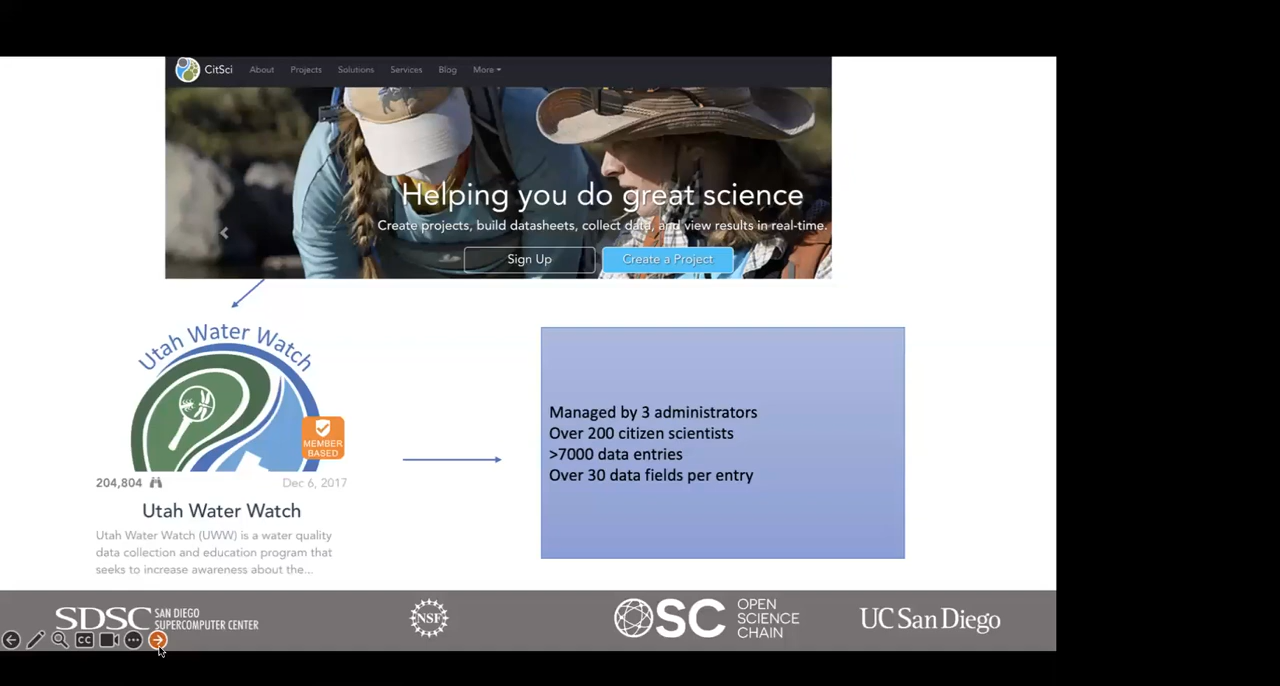 CitSci About Projects Solutions Services Blog More
Helping you do great science
Create projects, build datasheets, collect data, and view results in real-time.
Sign Up Create a Project
Utah Water Watch
MEMBER
BASED
204,804 Dec 6, 2017
Utah Water Watch
Utah Water Watch (UWW) is a water quality
data collection and education program that
seeks to increase awareness about the...
Managed by 3 administrators
Over 200 citizen scientists
>7000 data entries
Over 30 data fields per entry
SDSC SAN DIEGO
SUPERCOMPUTER CENTER
NSF
OSC OPEN
SCIENCE
CHAIN
UC San Diego
CC